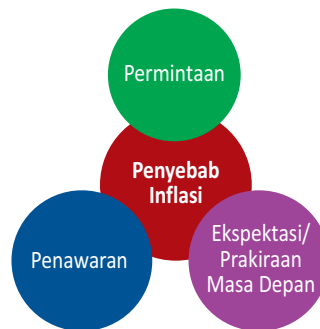 Permintaan
Penyebab
Inflasi
Penawaran
Ekspektasi/
Prakiraan
Masa Depan